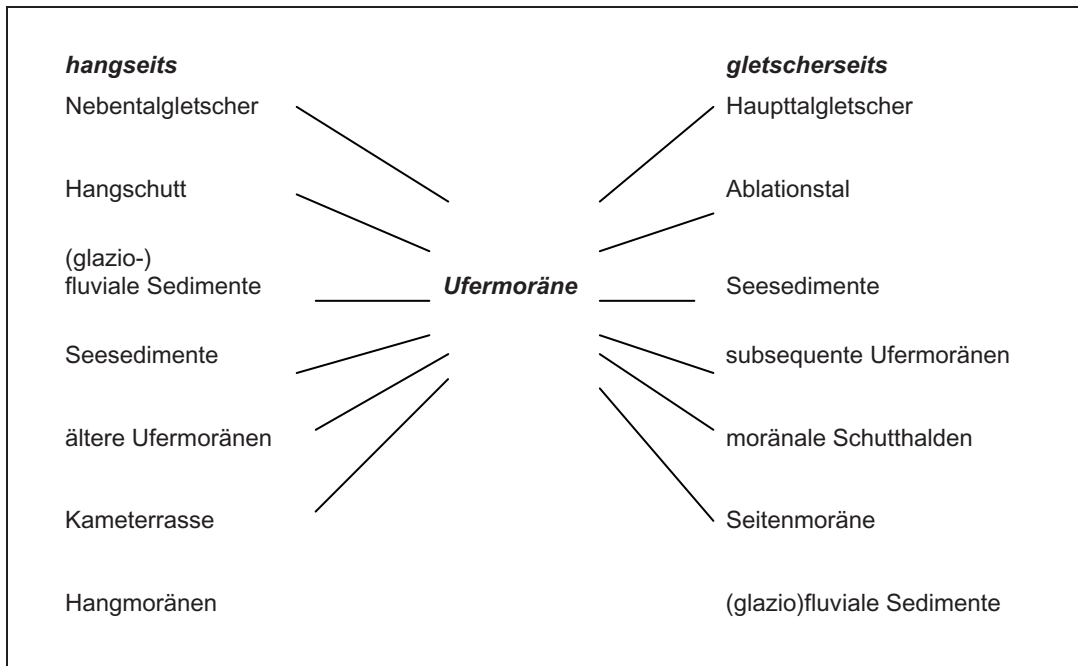 hangseits
Nebentalgletscher
Hangschutt
(glazio-)
fluviale Sedimente
Seesedimente
ältere Ufermoränen
Kameterrasse
Hangmoränen
Ufermoräne
gletscherseits
Haupttalgletscher
Ablationstal
Seesedimente
subsequente Ufermoränen
moränale Schutthalden
Seitenmoräne
(glazio)fluviale Sedimente